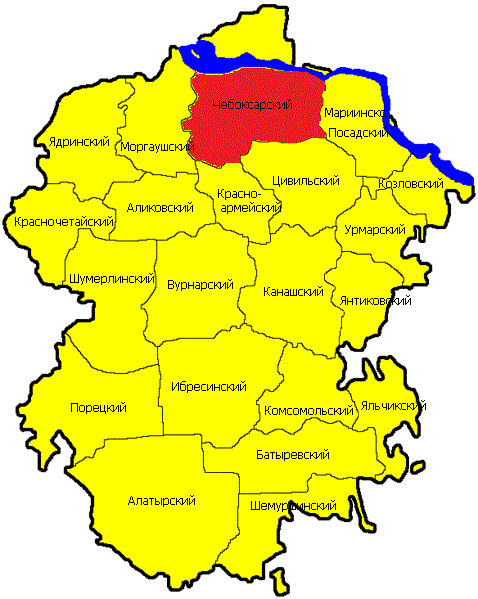 Чебоксарский
Мариинско
Посадский
Ядринский
Моргаушский
Цивильский
Козловский
Красно-
армейский
Аликовский
Красночетайский
Урмарский
Шумерлинский
Вурнарский
Канашский
Янтиковский
Ибресинский
Порецкий
Комсомольский
Яльчикский
Батыревский
Алатырский
Шемуршинский